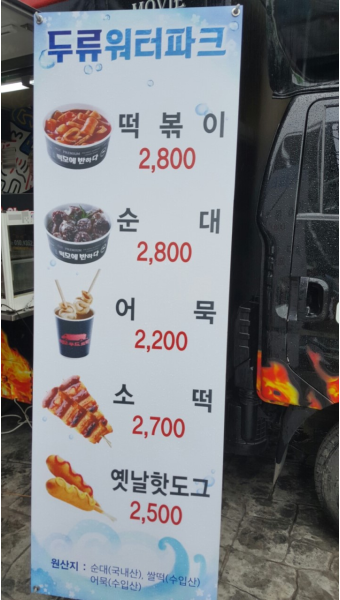 MOVIE
두류워터파크
떡볶이
2,800
순대
2,800
어묵
2,200
소떡
2,700
옛날핫도그
2,500
원산지 : 순대(국내산), 쌀떡(수입산)
어묵(수입산)